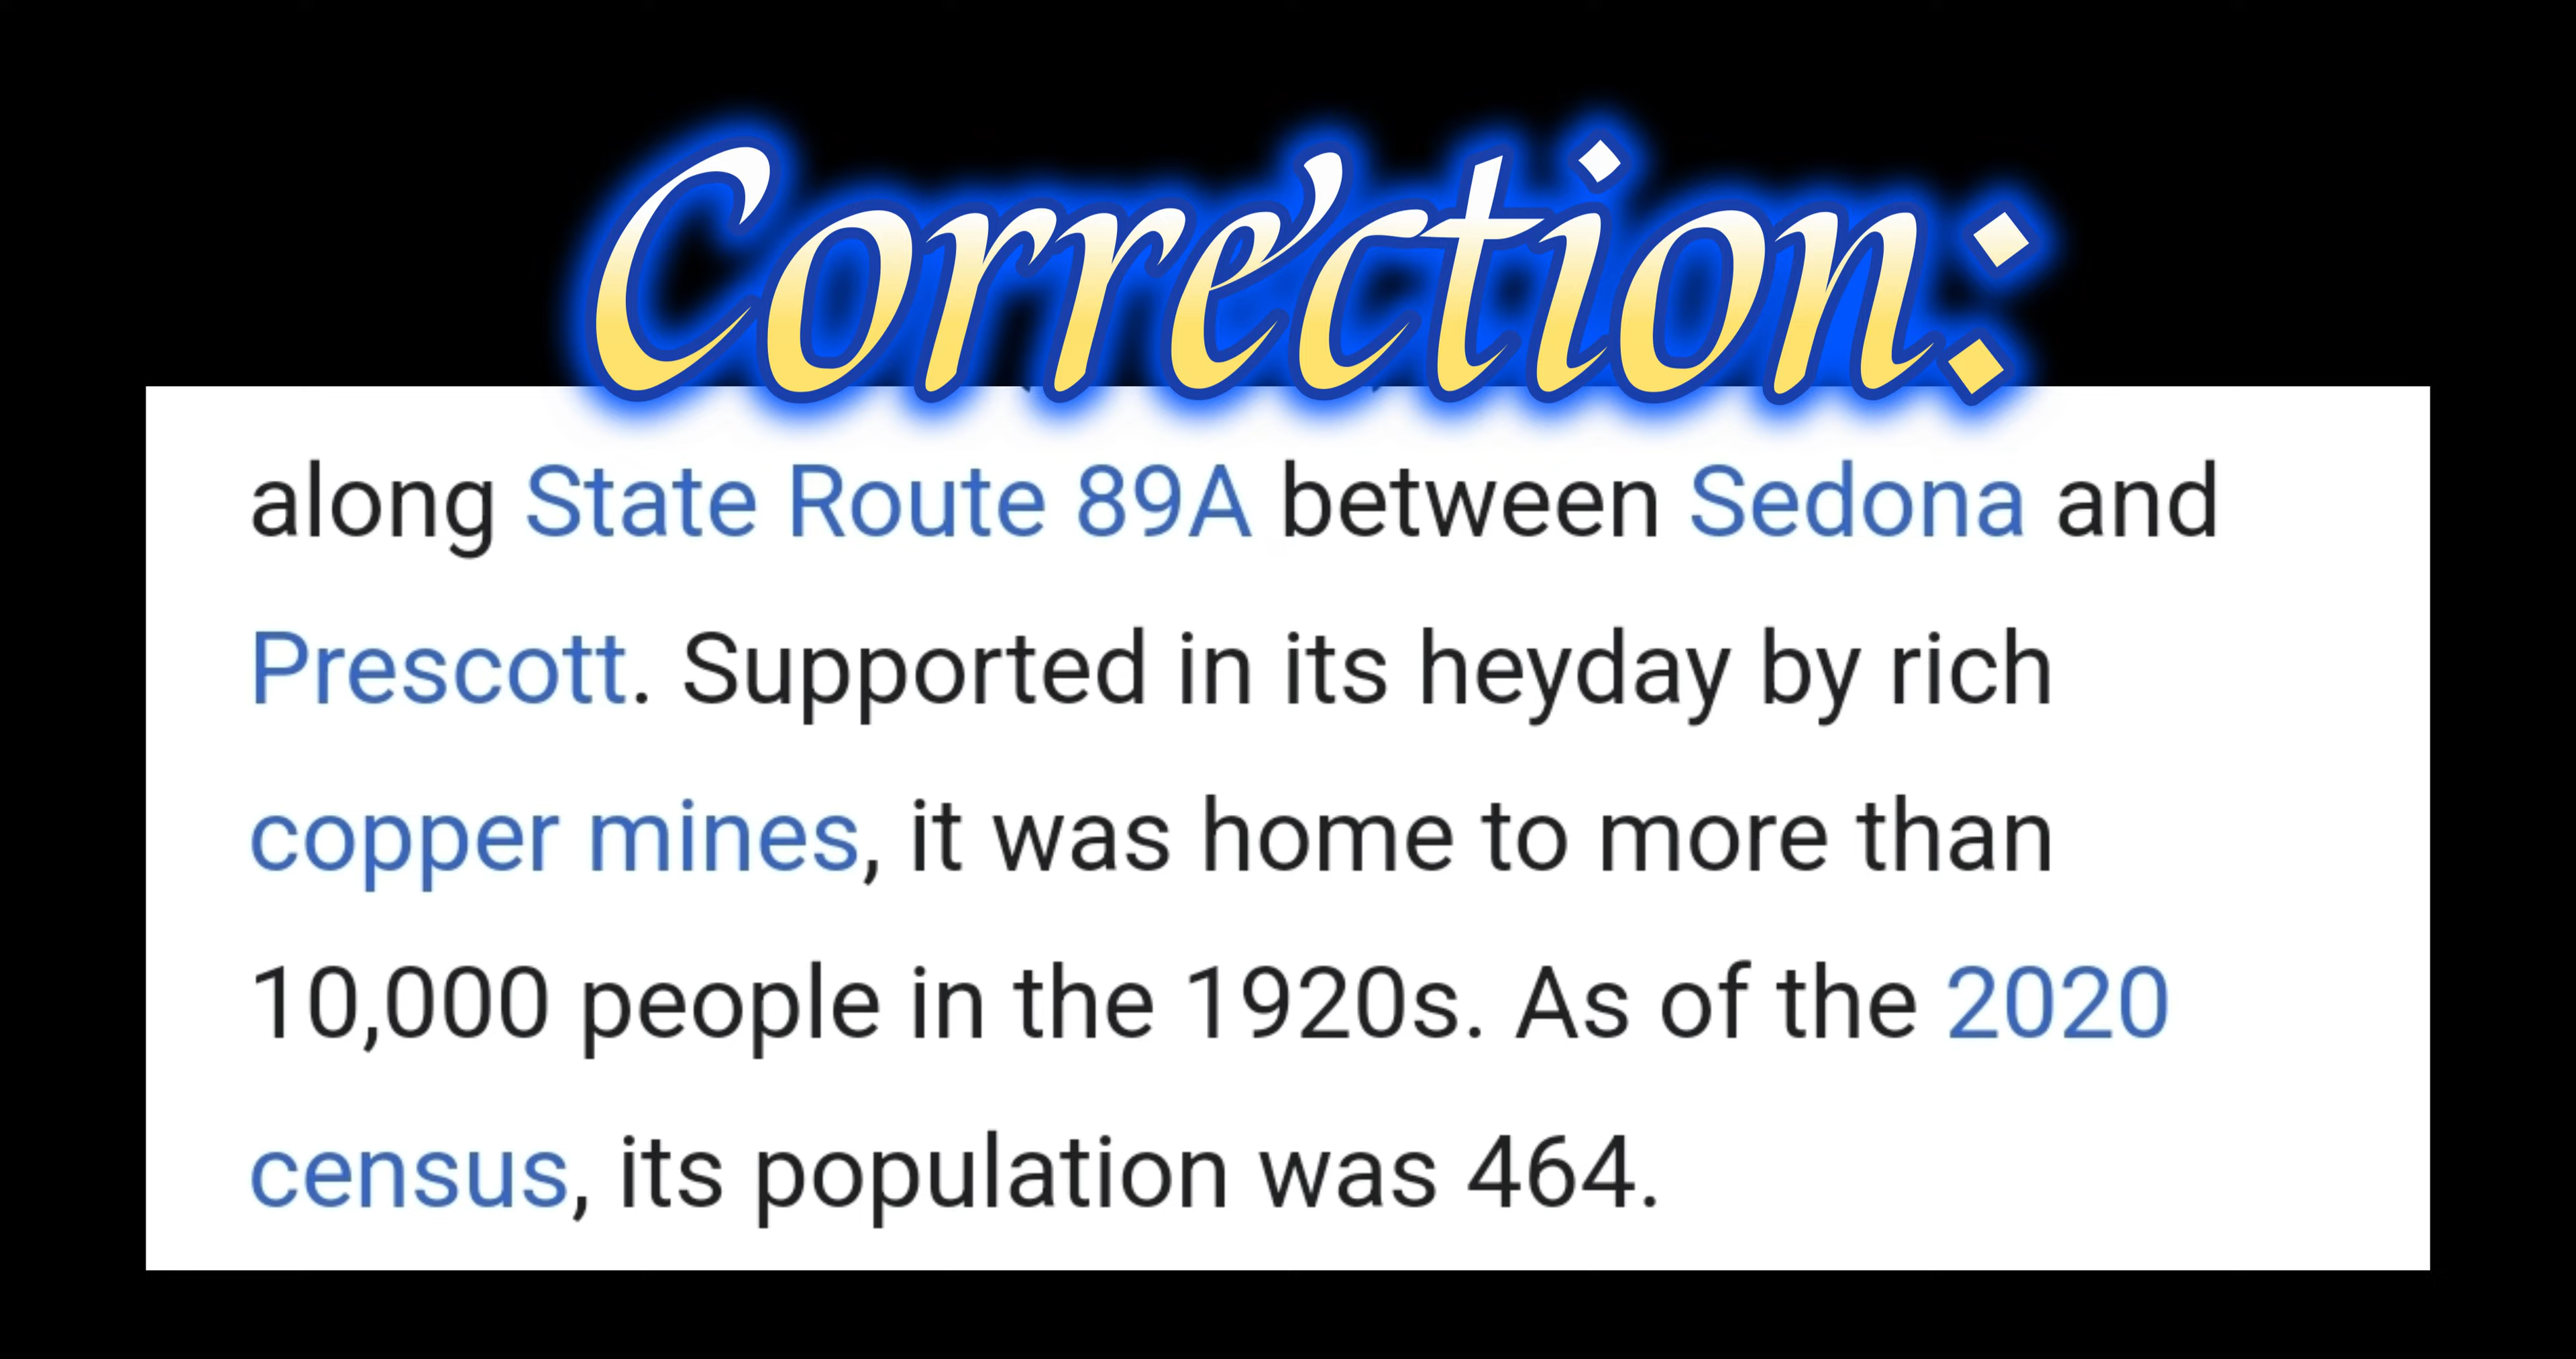 Correction:
along State Route 89A between Sedona and
Prescott. Supported in its heyday by rich
copper mines, it was home to more than
10,000 people in the 1920s. As of the 2020
census, its population was 464.